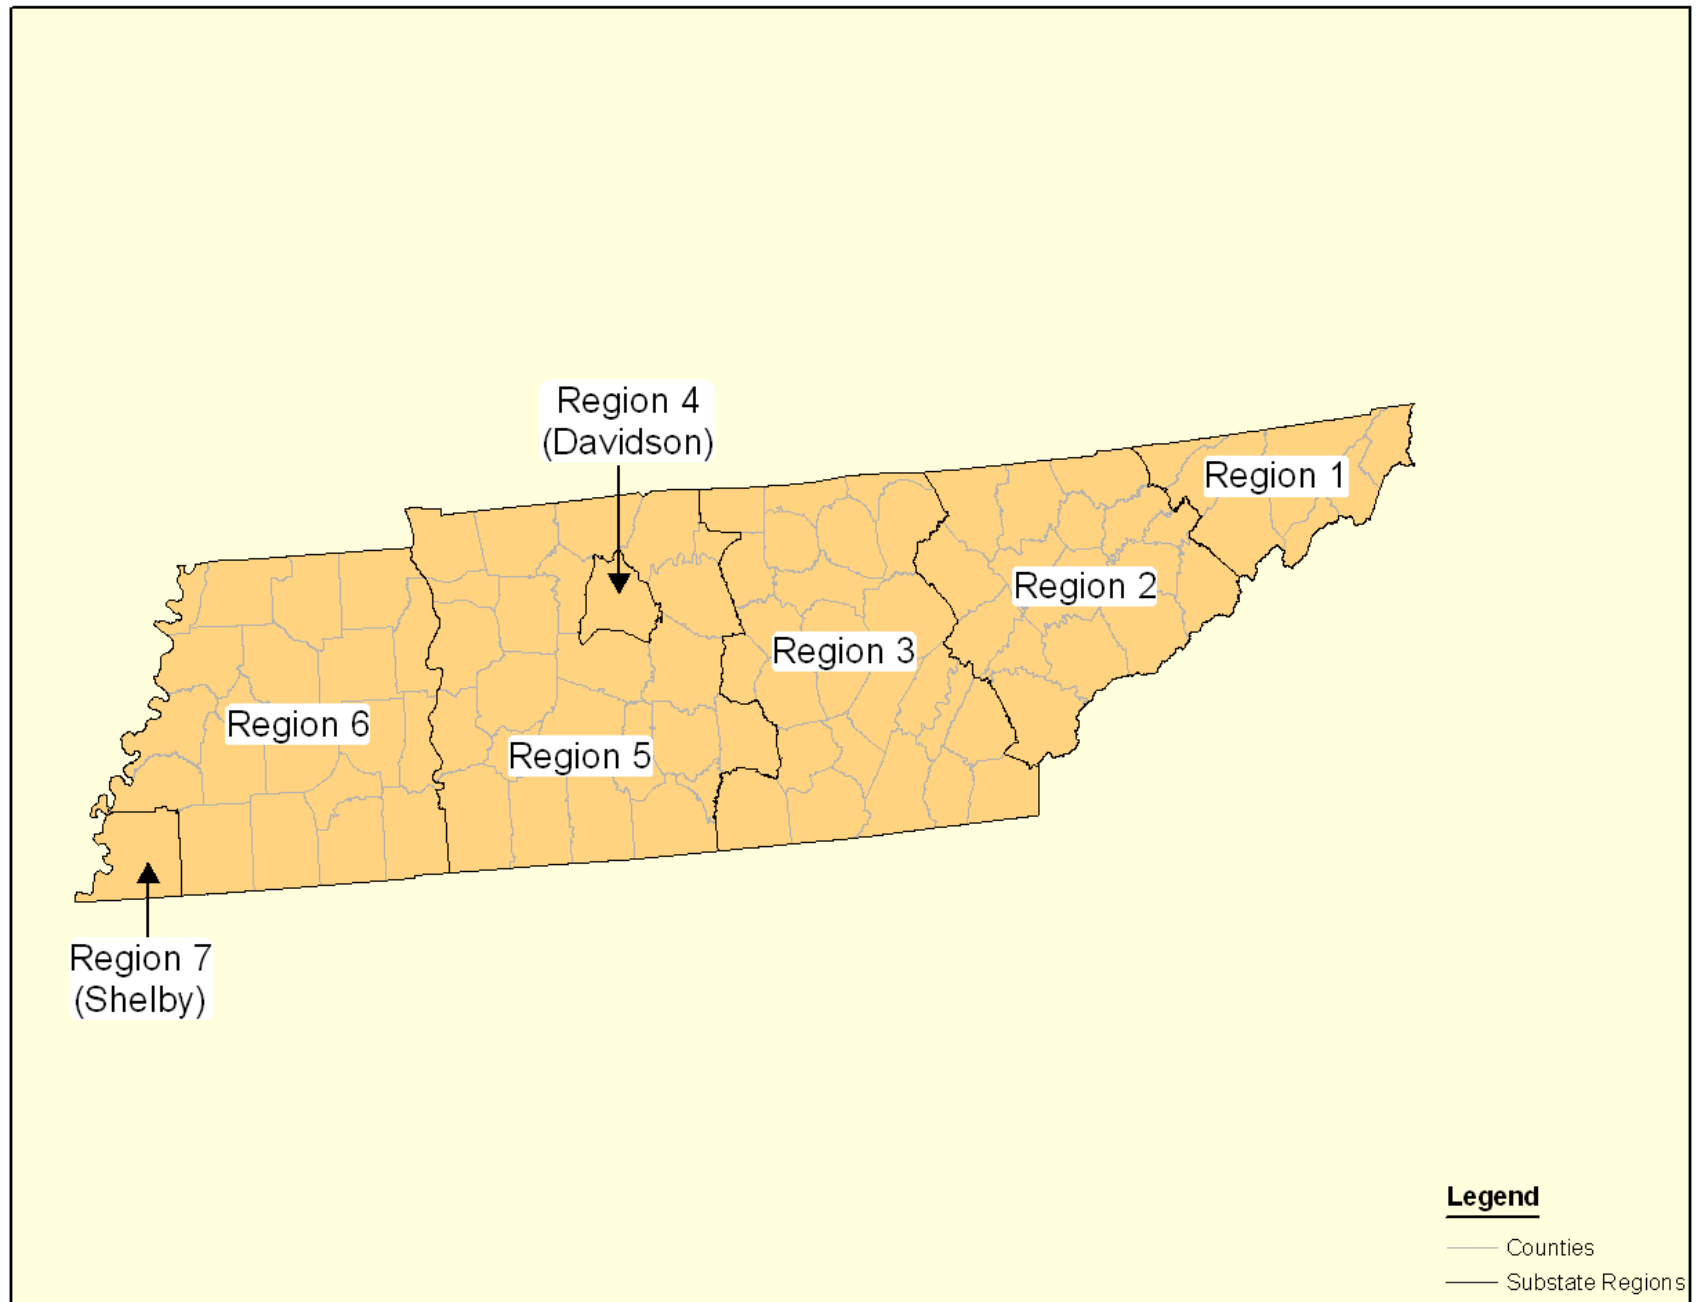 Region 4
(Davidson)
Region 1
Region 2
Region 3
Region 6
Region 5
Region 7
(Shelby)
Legend
Counties
Substate Regions